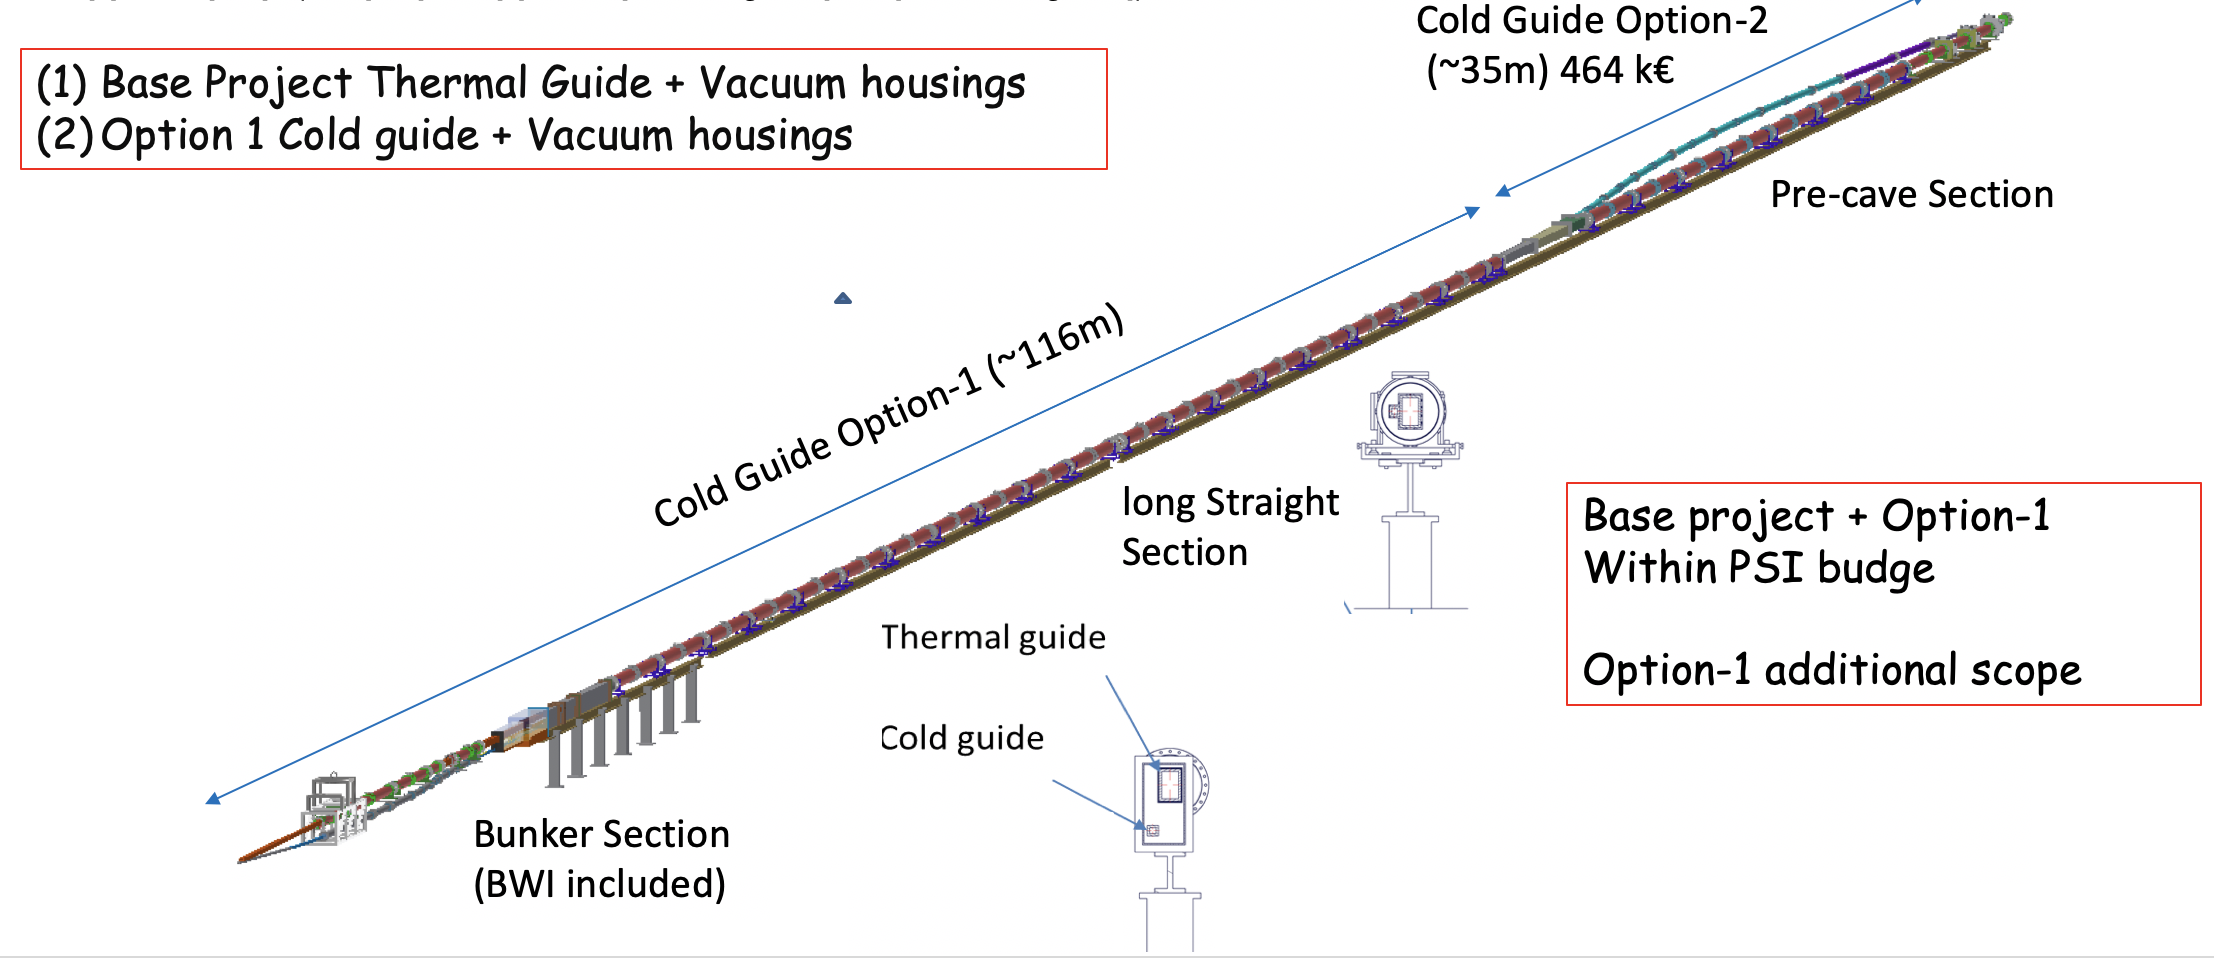 Cold Guide Option-2
(~35m) 464 k€
(1) Base Project Thermal Guide + Vacuum housings
(2) Option 1 Cold guide + Vacuum housings
Pre-cave Section
Cold Guide Option-1 (~116m)
long Straight
Section
Base project + Option-1
Within PSI budge
Option-1 additional scope
Thermal guide
Cold guide
Bunker Section
(BWI included)